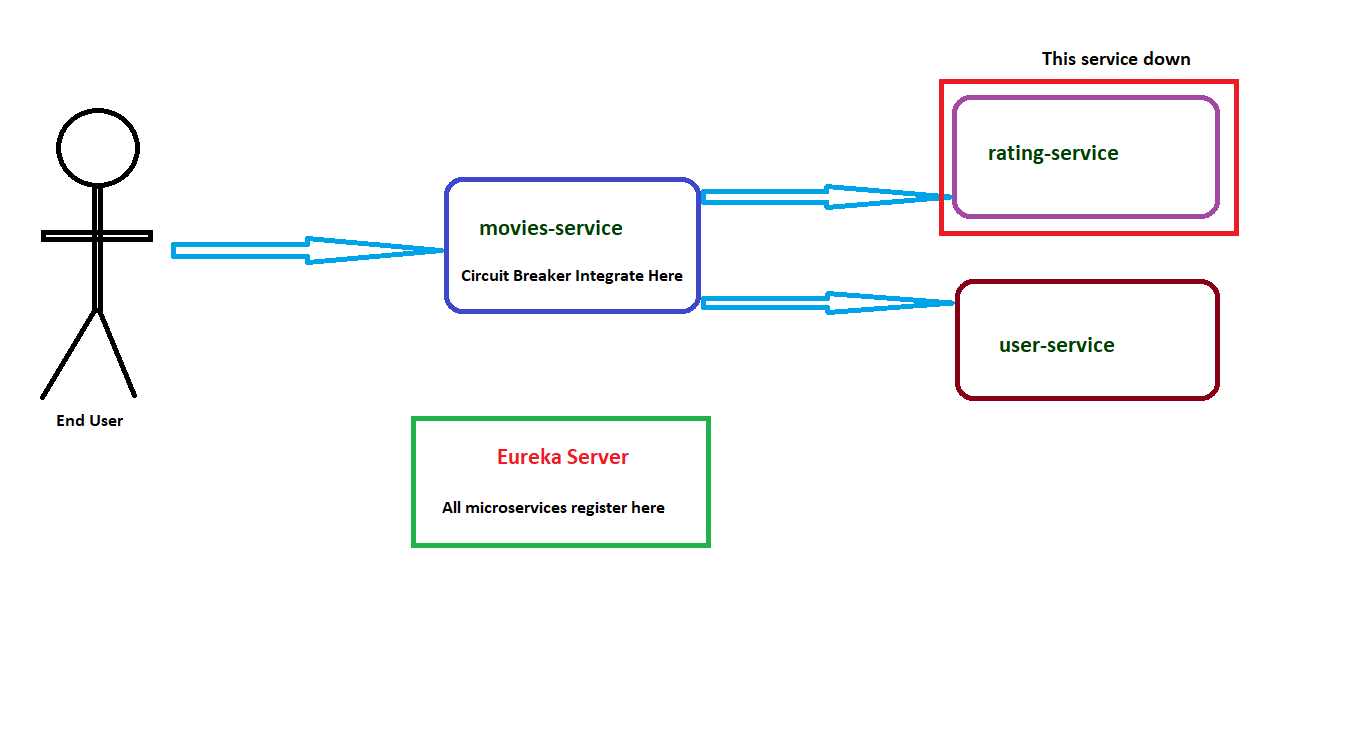 This service down
rating-service
movies-service
Circuit Breaker Integrate Here
user-service
End User
Eureka Server
All microservices register here